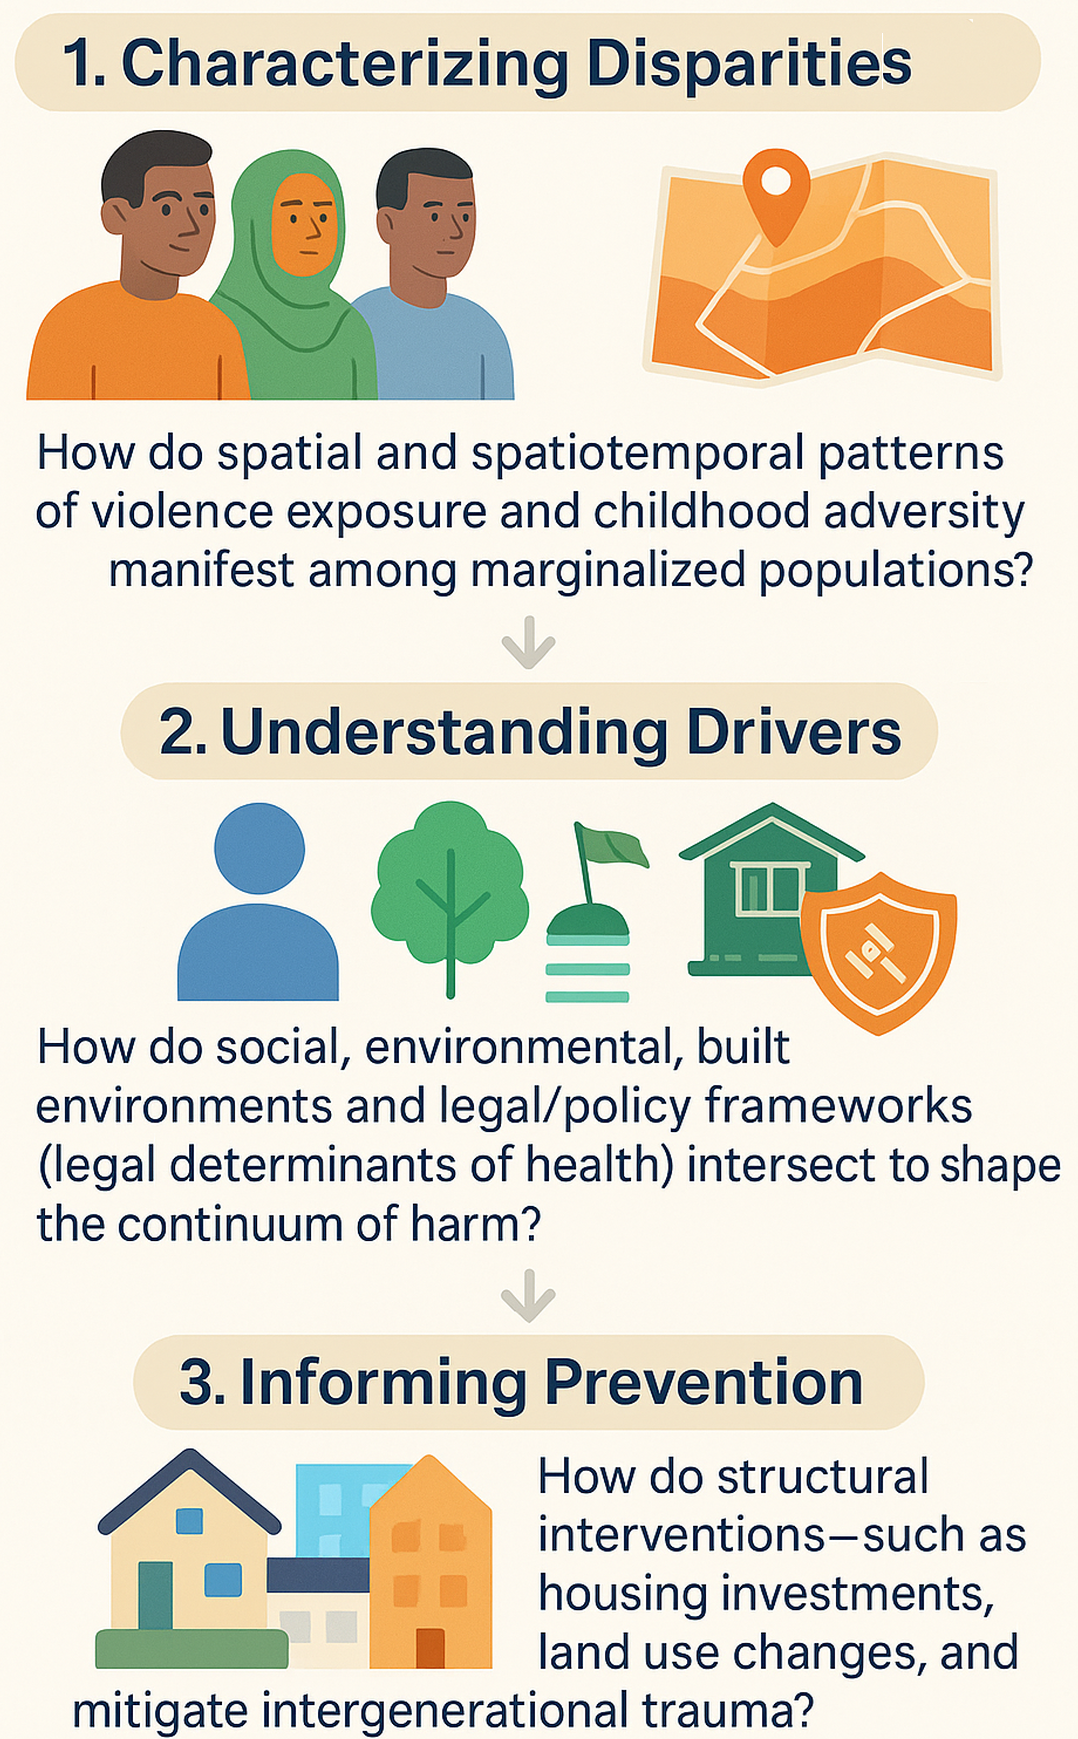 1. Characterizing Disparities
How do spatial and spatiotemporal patterns
of violence exposure and childhood adversity
manifest among marginalized populations?
2. Understanding Drivers
How do social, environmental, built
environments and legal/policy frameworks
(legal determinants of health) intersect to shape
the continuum of harm?
3. Informing Prevention
How do structural
interventions—such as
housing investments,
land use changes, and
mitigate intergenerational trauma?